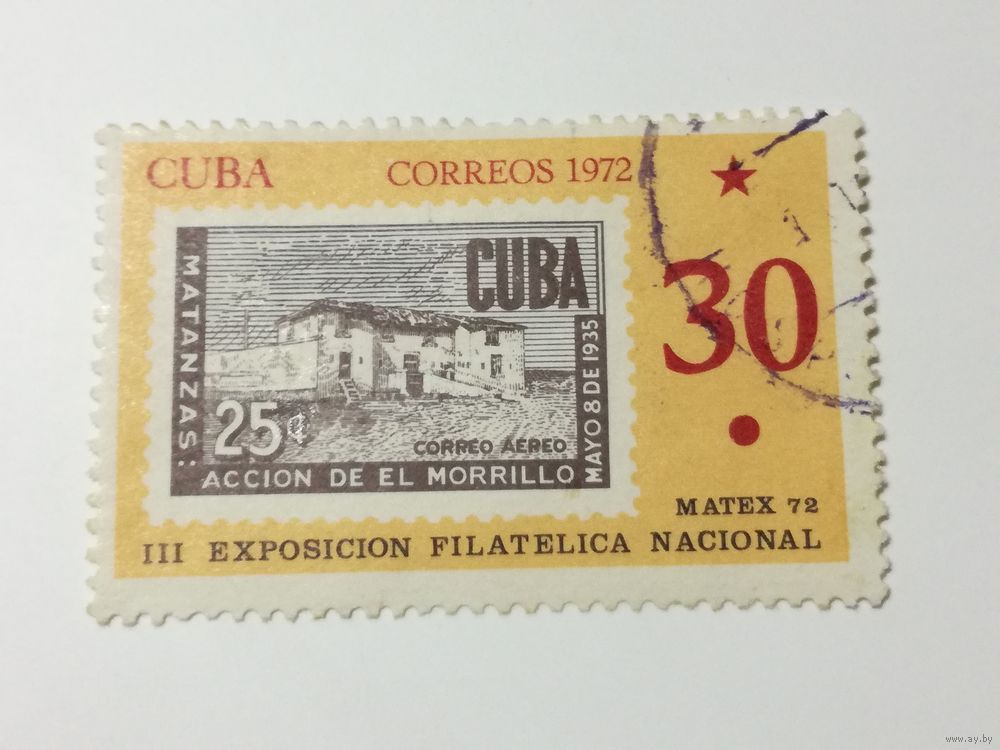 CUBA CORREOS 1972
MATANZAS:
CUBA
MAYO 8 DE 1935
25¢
CORREO AEREO
ACCION DE EL MORRILLO
30
MATEX 72
III EXPOSICION FILATELICA NACIONAL
www.ay.by